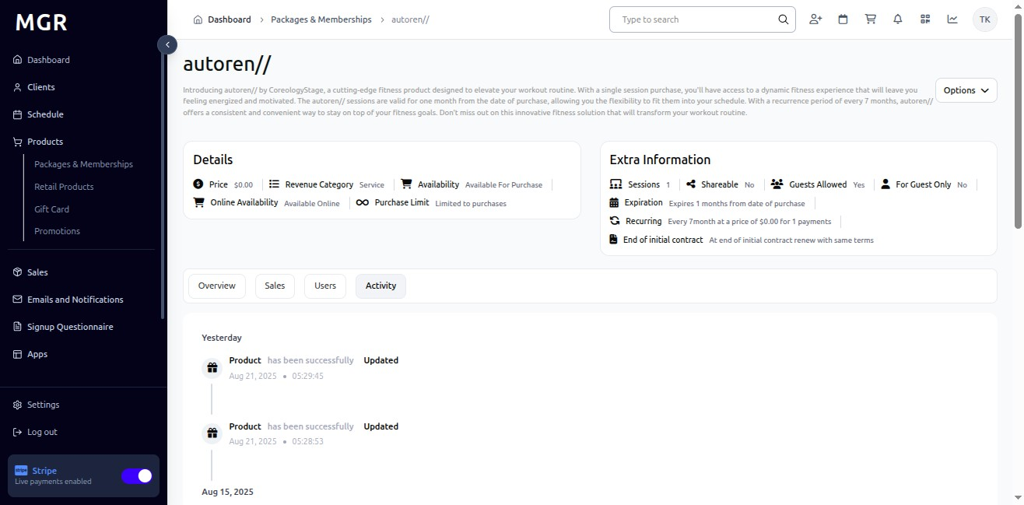 MGR
Dashboard
Clients
Schedule
Products
Packages & Memberships
Retail Products
Gift Card
Promotions
Sales
Emails and Notifications
Signup Questionnaire
Apps
Settings
Log out
stripe Stripe
Live payments enabled
Dashboard > Packages & Memberships > autoren//
Type to search
TK
autoren//
Introducing autoren// by CoreologyStage, a cutting-edge fitness product designed to elevate your workout routine. With a single session purchase, you'll have access to a dynamic fitness experience that will leave you
feeling energized and motivated. The autoren// sessions are valid for one month from the date of purchase, allowing you the flexibility to fit them into your schedule. With a recurrence period of every 7 months, autoren//
offers a consistent and convenient way to stay on top of your fitness goals. Don't miss out on this innovative fitness solution that will transform your workout routine.
Options
Details
Price $0.00 Revenue Category Service Availability Available For Purchase
Online Availability Available Online Purchase Limit Limited to purchases
Extra Information
Sessions 1 Shareable No Guests Allowed Yes For Guest Only No
Expiration Expires 1 months from date of purchase
Recurring Every 7month at a price of $0.00 for 1 payments
End of initial contract At end of initial contract renew with same terms
Overview Sales Users Activity
Yesterday
Product has been successfully Updated
Aug 21, 2025 • 05:29:45
Product has been successfully Updated
Aug 21, 2025 • 05:28:53
Aug 15, 2025